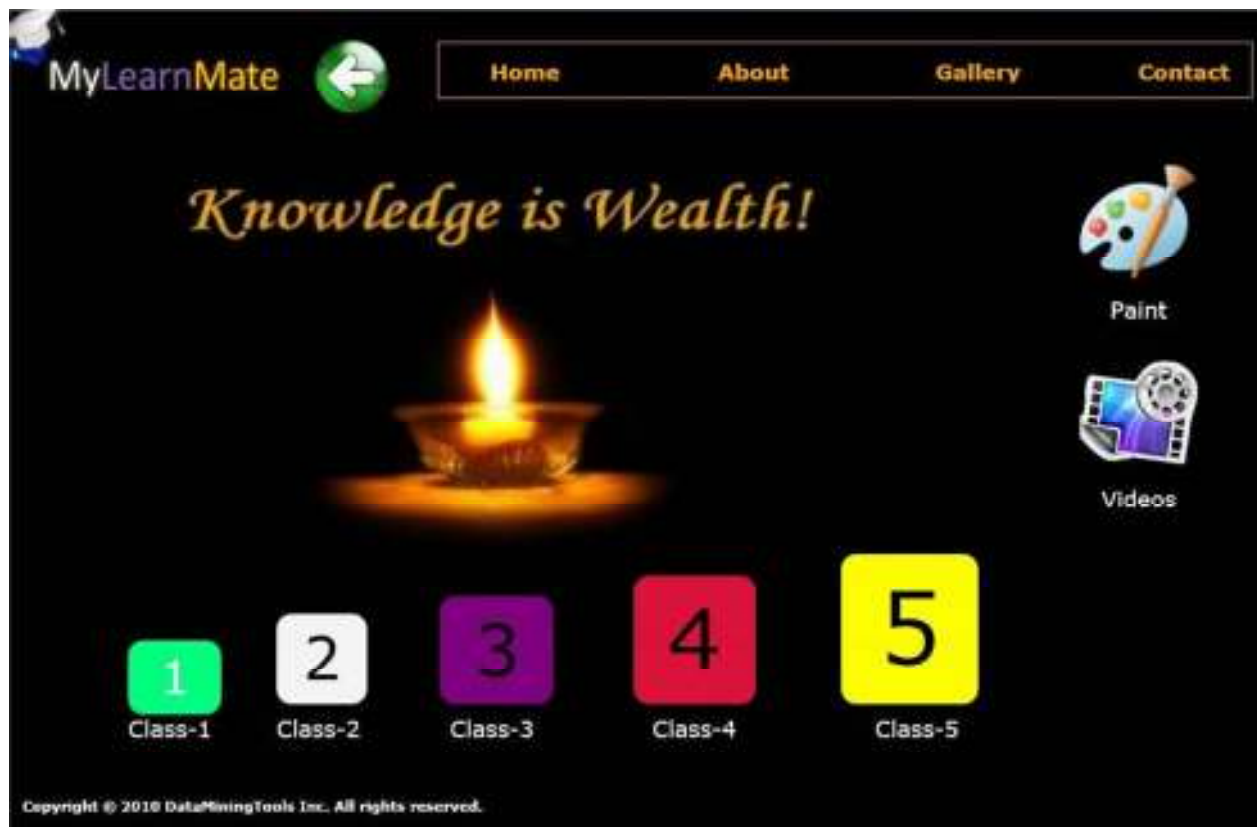 MyLearnMate
Home About Gallery Contact
Knowledge is Wealth!
Paint
Videos
1 2 3 4 5
Class-1 Class-2 Class-3 Class-4 Class-5
Copyright © 2010 DataMiningTools Inc. All rights reserved.